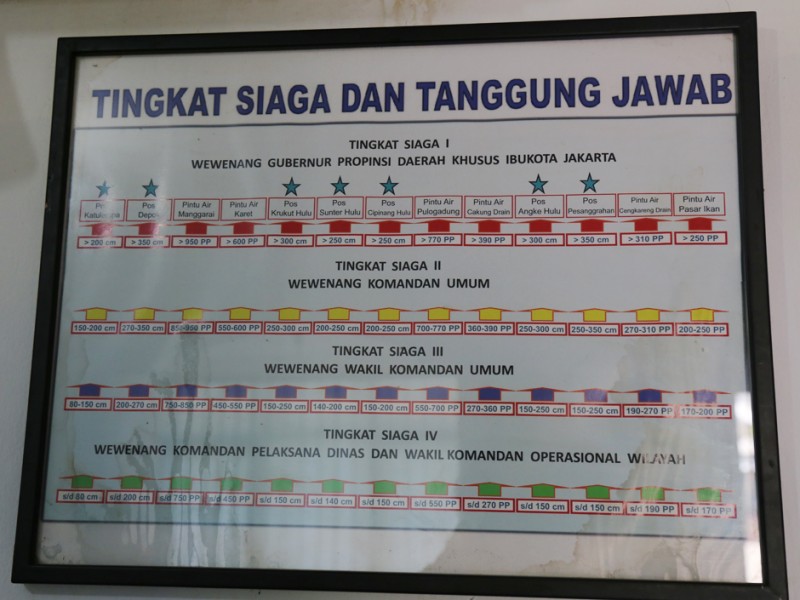 TINGKAT SIAGA DAN TANGGUNG JAWAB
TINGKAT SIAGA I
WEWENANG GUBERNUR PROPINSI DAERAH KHUSUS IBUKOTA JAKARTA
Pos Pos Pintu Air Pintu Air Pos Pos Pos Pintu Air Pintu Air Pos Pos Pintu Air Pintu Air
Katulampa Depok Manggarai Karet Krukut Hulu Sunter Hulu Cipinang Hulu Pulogadung Cakung Drain Angke Hulu Pesanggrahan Cengkareng Drain Pasar Ikan
> 200 cm > 350 cm > 950 PP > 600 PP > 300 cm > 250 cm > 250 cm > 770 PP > 390 PP > 300 cm > 350 cm > 310 PP > 250 PP
TINGKAT SIAGA II
WEWENANG KOMANDAN UMUM
150-200 cm 270-350 cm 850-950 PP 550-600 PP 250-300 cm 200-250 cm 200-250 cm 700-770 PP 360-390 PP 250-300 cm 250-350 cm 270-310 PP 200-250 PP
TINGKAT SIAGA III
WEWENANG WAKIL KOMANDAN UMUM
80-150 cm 200-270 cm 750-850 PP 450-550 PP 150-250 cm 140-200 cm 150-200 cm 550-700 PP 270-360 PP 150-250 cm 150-250 cm 190-270 PP 170-200 PP
TINGKAT SIAGA IV
WEWENANG KOMANDAN PELAKSANA DINAS DAN WAKIL KOMANDAN OPERASIONAL WILAYAH
s/d 80 cm s/d 200 cm s/d 750 PP s/d 450 PP s/d 150 cm s/d 140 cm s/d 150 cm s/d 550 PP s/d 270 PP s/d 150 cm s/d 150 cm s/d 190 PP s/d 170 PP